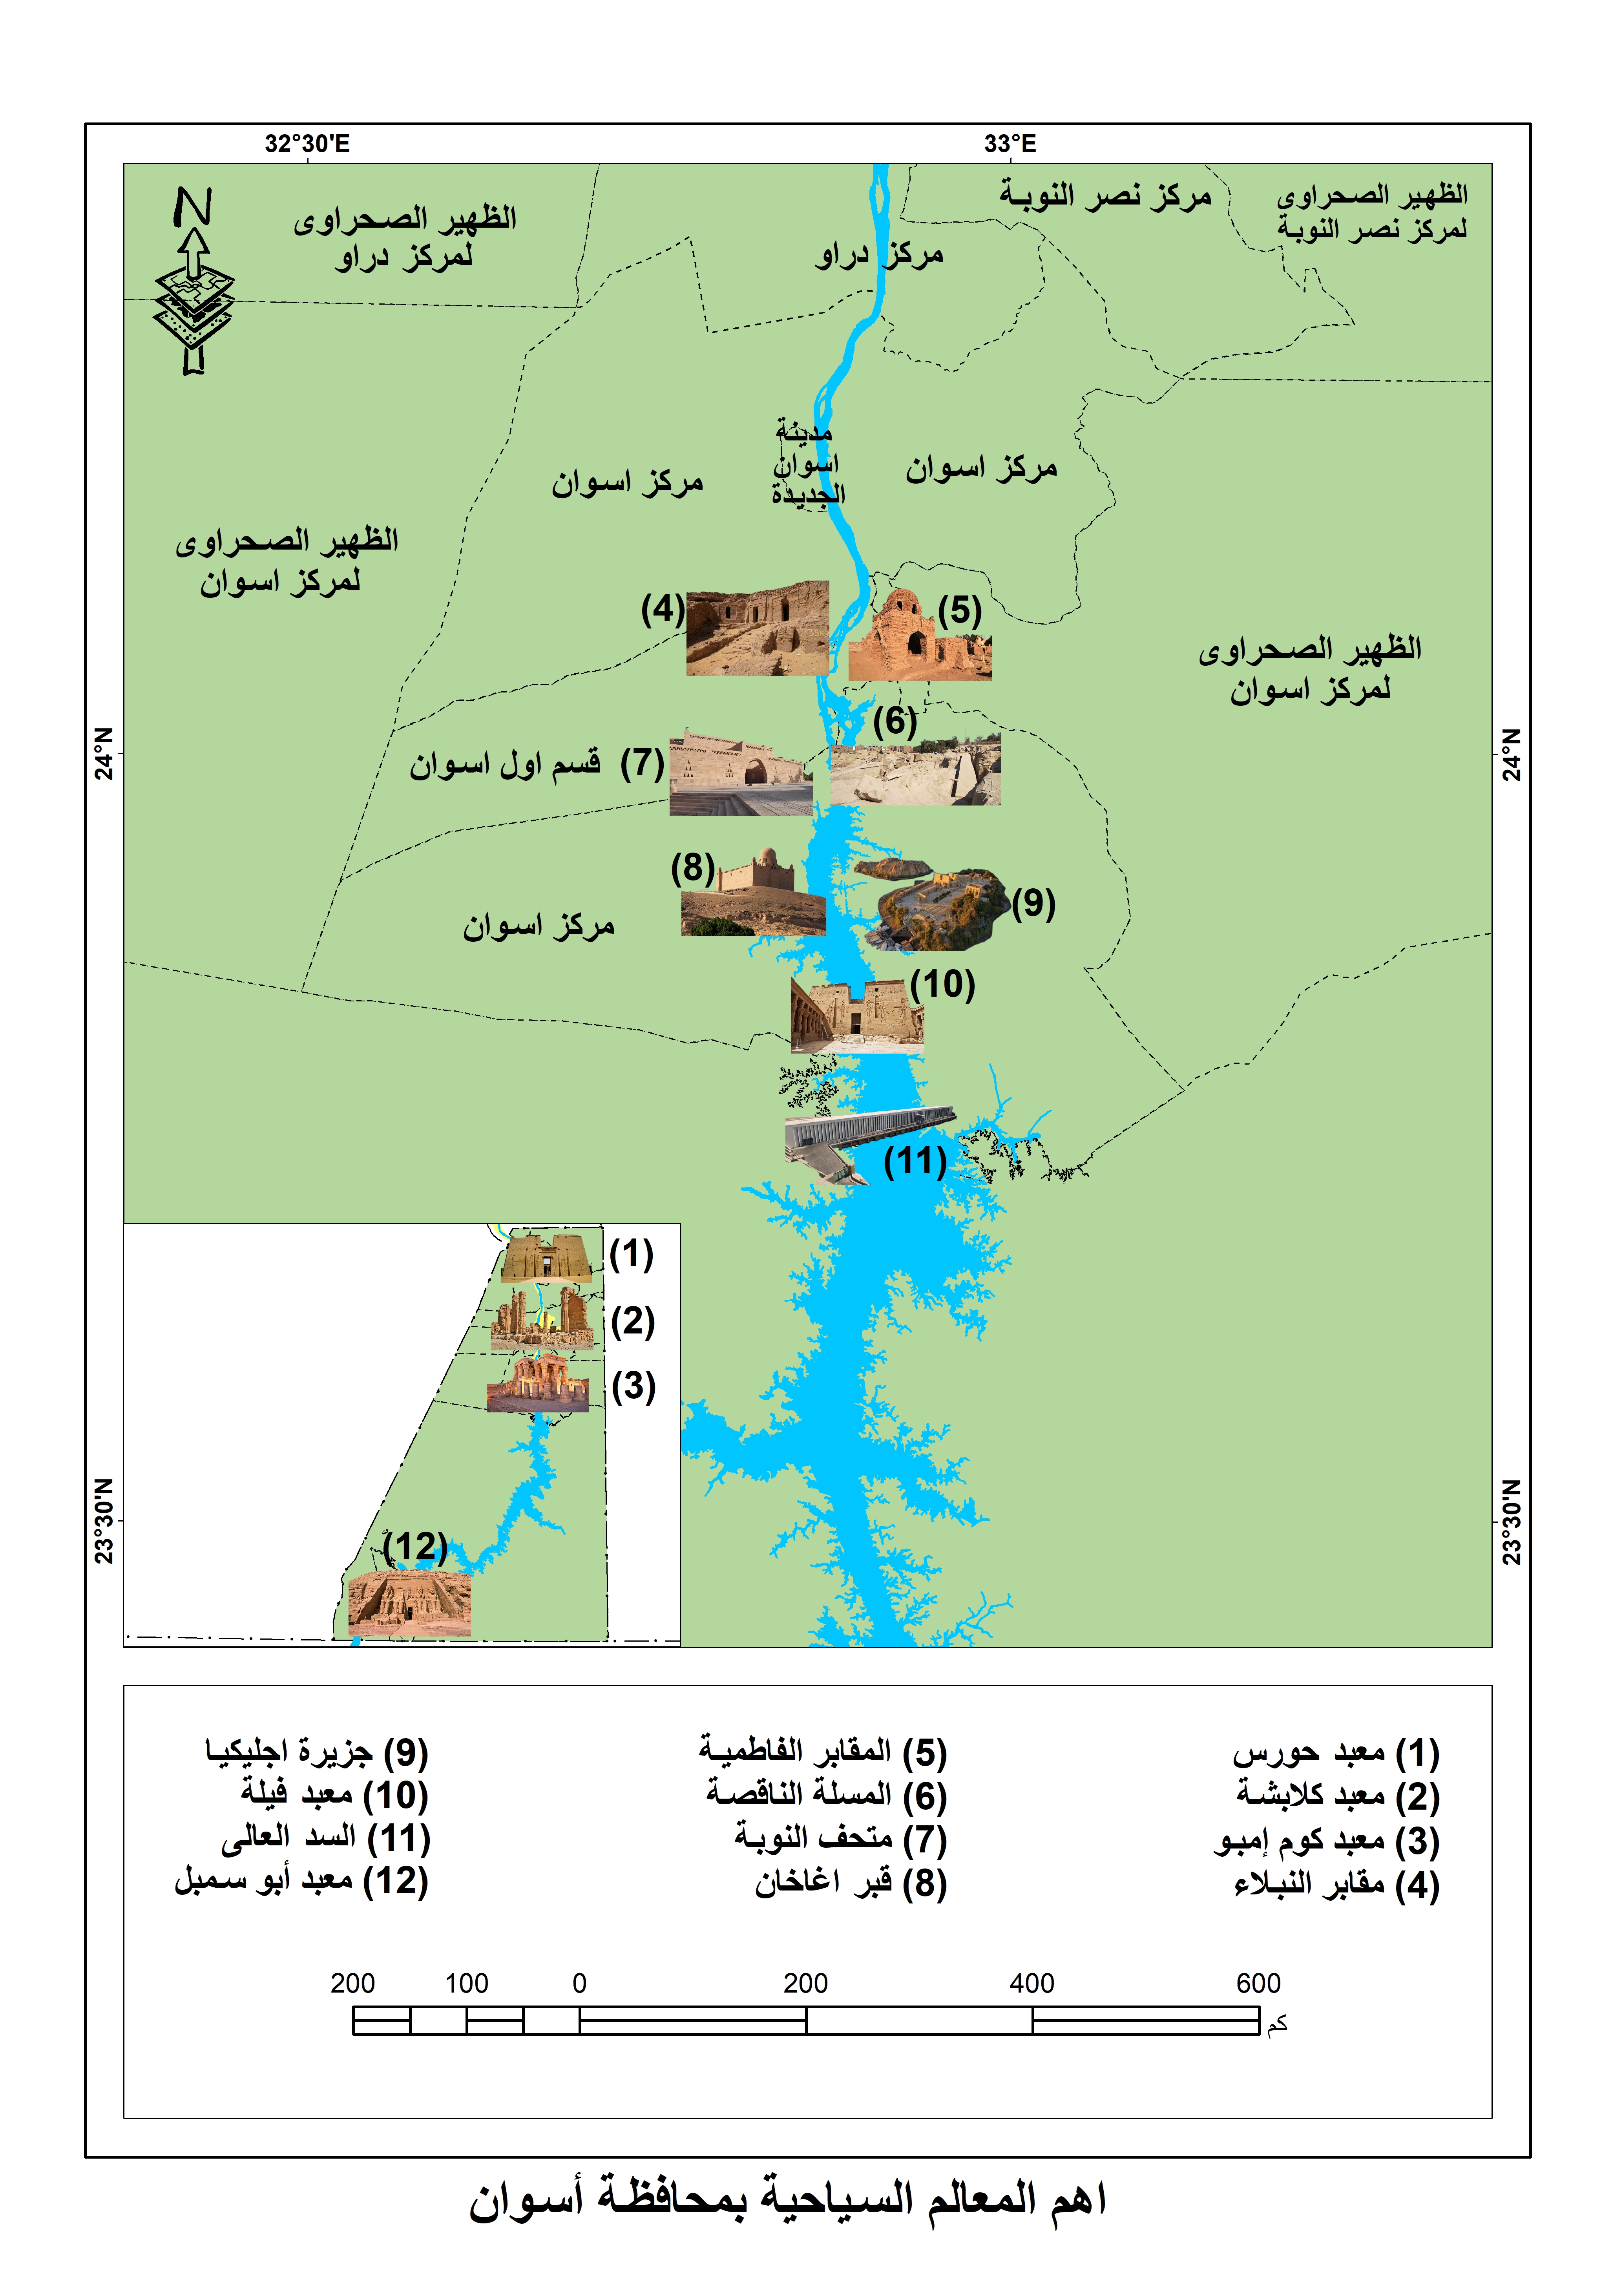 32°30'E
33°E
N
الظهير الصحراوى
لمركز دراو
مركز دراو
مركز نصر النوبة
الظهير الصحراوى
لمركز نصر النوبة
مدينة
اسوان
الجديدة
مركز اسوان
مركز اسوان
الظهير الصحراوى
لمركز اسوان
(4)
(5)
الظهير الصحراوى
لمركز اسوان
(6)
24°N
24°N
قسم اول اسوان
(7)
(8)
(9)
مركز اسوان
(10)
(11)
(1)
(2)
(3)
23°30'N
23°30'N
(12)
(1) معبد حورس
(2) معبد كلابشة
(3) معبد كوم إمبو
(4) مقابر النبلاء
(5) المقابر الفاطمية
(6) المسلة الناقصة
(7) متحف النوبة
(8) قبر اغاخان
(9) جزيرة اجليكيا
(10) معبد فيلة
(11) السد العالى
(12) معبد أبو سمبل
200 100 0 200 400 600
كم
اهم المعالم السياحية بمحافظة أسوان